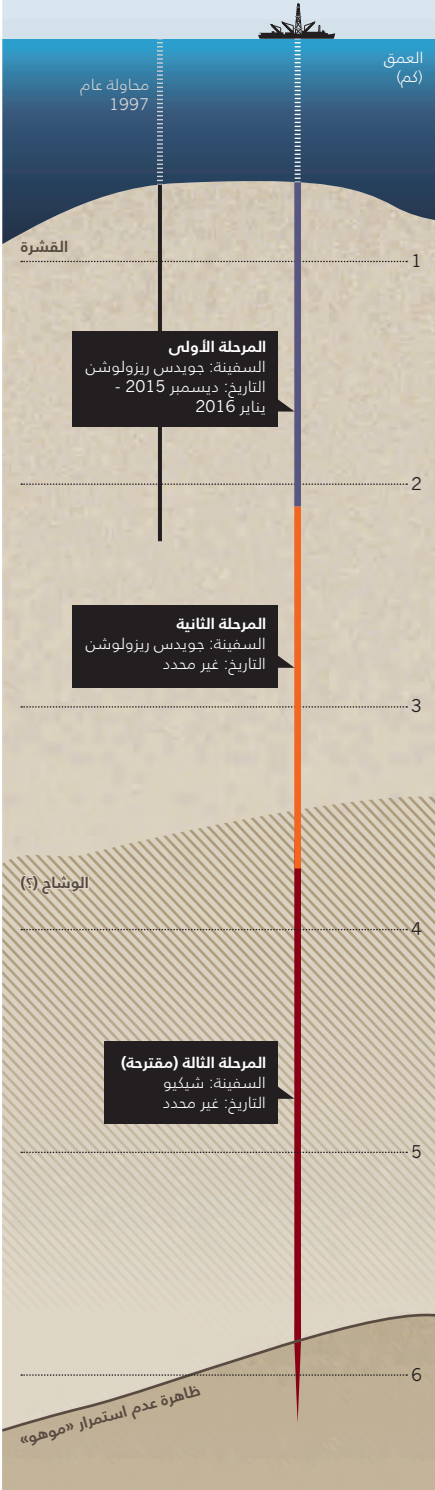 العمق
(كم)
محاولة عام
1997
القشرة
1
المرحلة الأولى
السفينة: جويدس ريزولوشن
التاريخ: ديسمبر 2015 -
يناير 2016
2
المرحلة الثانية
السفينة: جويدس ريزولوشن
التاريخ: غير محدد
3
الوشاح (؟)
4
المرحلة الثالة (مقترحة)
السفينة: شيكيو
التاريخ: غير محدد
5
6
ظاهرة عدم استمرار «موهو»